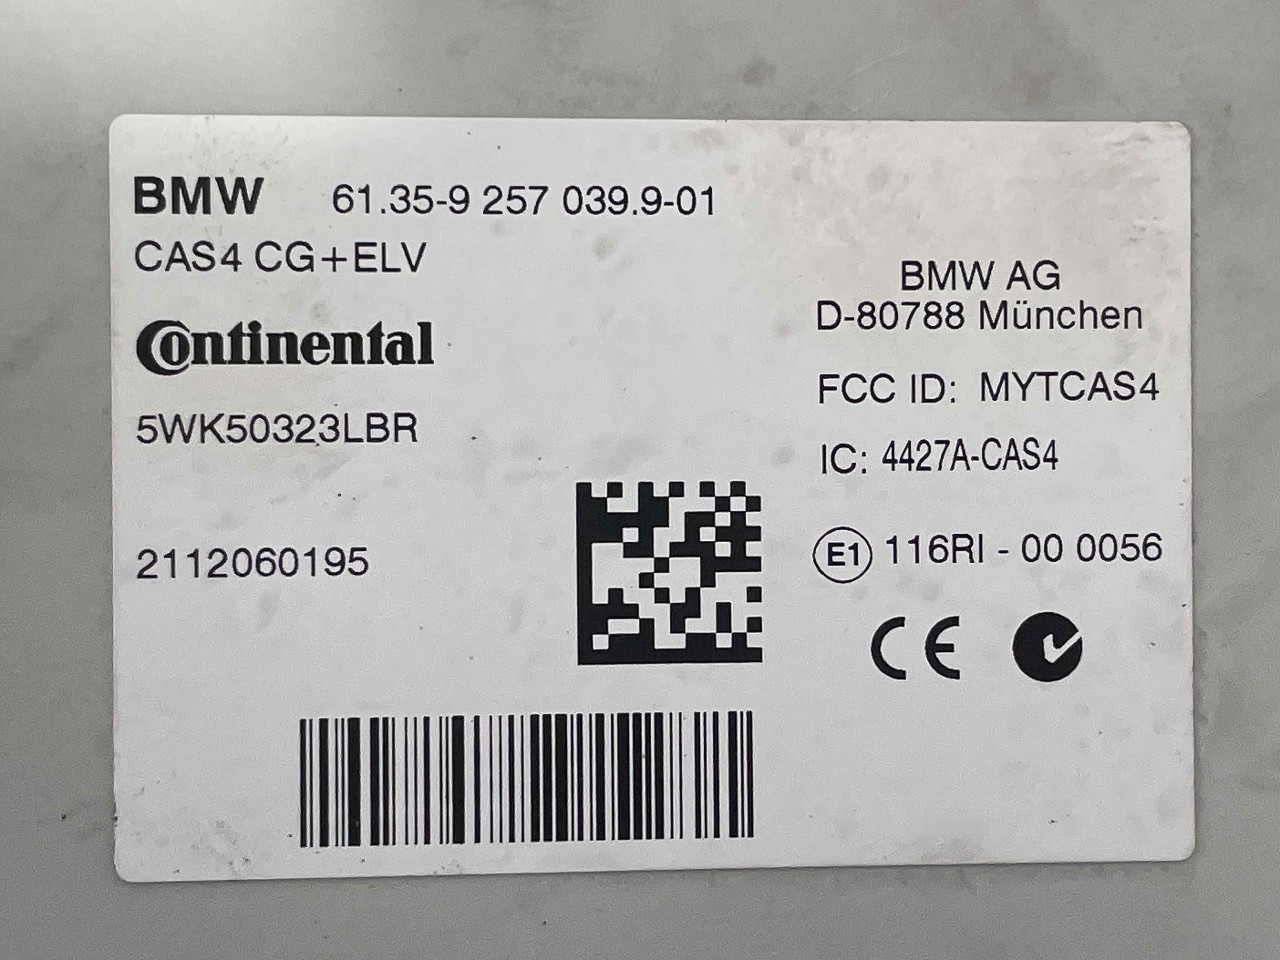 BMW 61.35-9 257 039.9-01
CAS4 CG+ELV
Continental
5WK50323LBR
2112060195
BMW AG
D-80788 München
FCC ID: MYTCAS4
IC: 4427A-CAS4
E1 116RI - 00 0056
CE